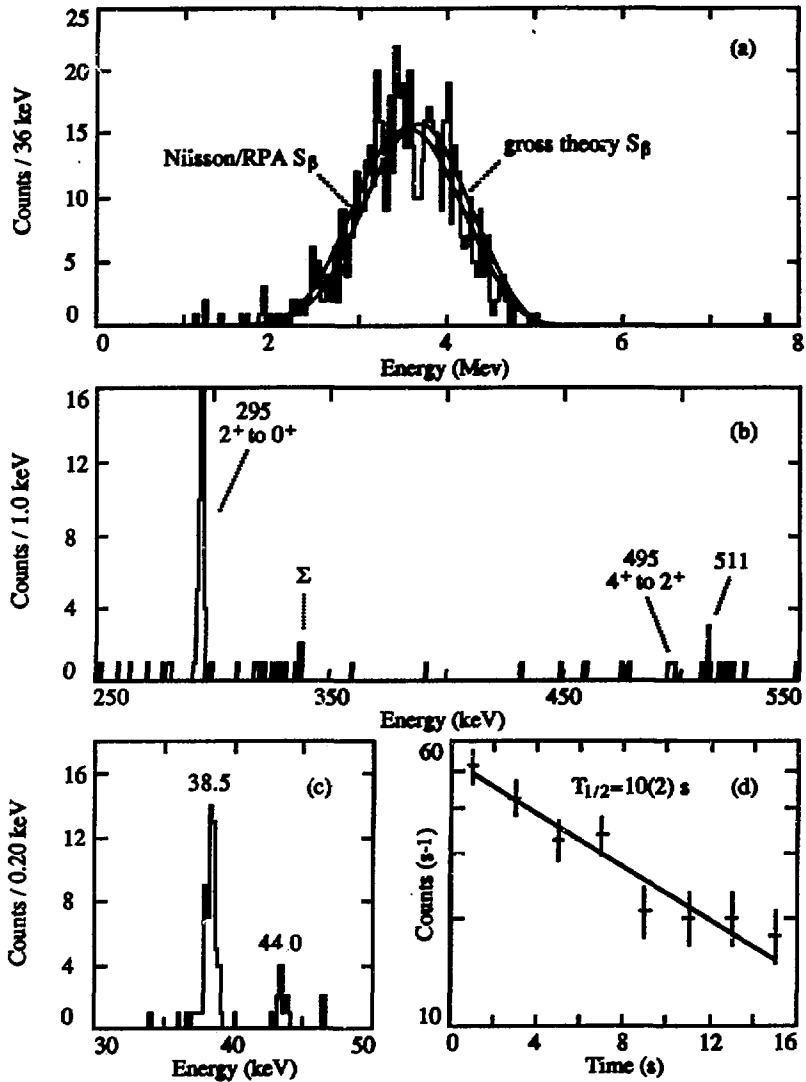 25
20
15
10
5
0
Counts / 36 keV
(a)
Niisson/RPA Sβ
gross theory Sβ
0 2 4 6 8
Energy (Mev)
16
12
8
4
0
Counts / 1.0 keV
(b)
295
2+ to 0+
Σ
495
4+ to 2+
511
250 350 450 550
Energy (keV)
16
12
8
4
0
Counts / 0.20 keV
(c)
38.5
44.0
30 40 50
Energy (keV)
60
10
Counts (s-1)
T1/2=10(2) s
(d)
0 4 8 12 16
Time (s)